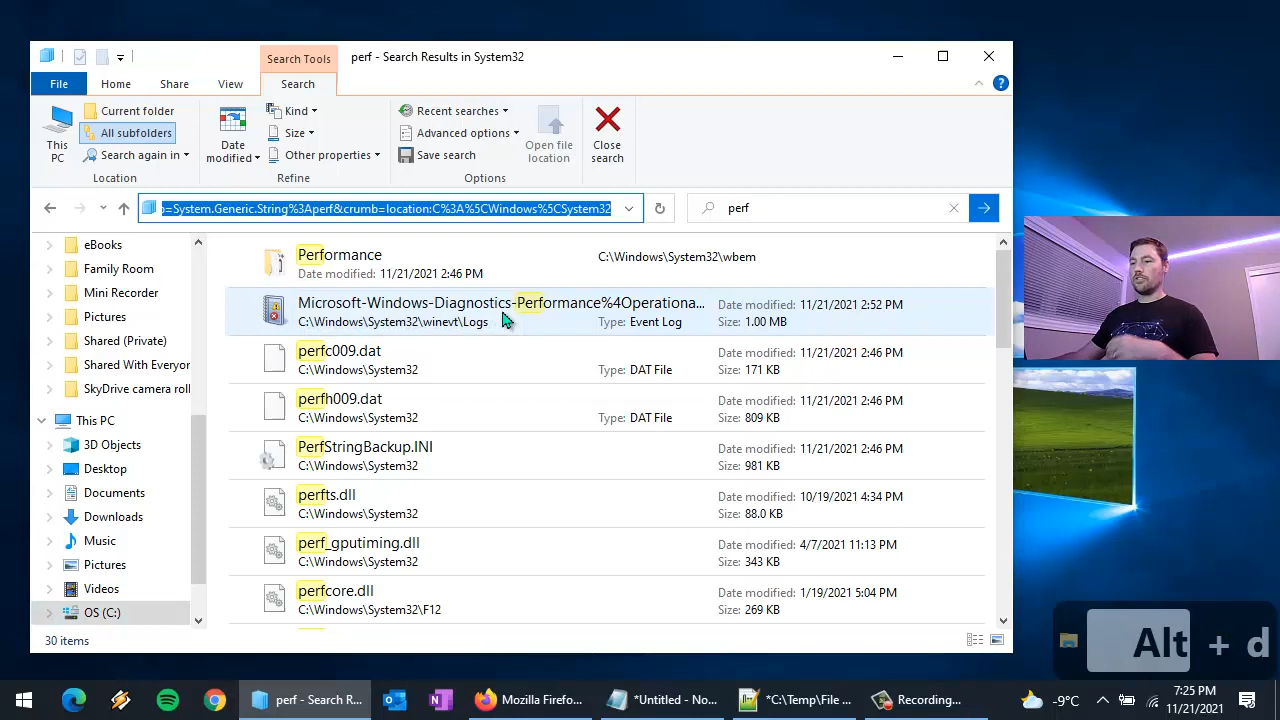 Search Tools
perf - Search Results in System32
File
Home
Share
View
Search
This PC
Current folder
All subfolders
Search again in
Location
Date modified
Kind
Size
Other properties
Refine
Recent searches
Advanced options
Save search
Open file location
Options
Close search
o=System.Generic.String%3Aperf&crumb=location:C%3A%5CWindows%5CSystem32
perf
eBooks
Family Room
Mini Recorder
Pictures
Shared (Private)
Shared With Everyon
SkyDrive camera roll
This PC
3D Objects
Desktop
Documents
Downloads
Music
Pictures
Videos
OS (C:)
Performance
C:\Windows\System32\wbem
Date modified: 11/21/2021 2:46 PM
Microsoft-Windows-Diagnostics-Performance%4Operationa...
Date modified: 11/21/2021 2:52 PM
C:\Windows\System32\winevt\Logs
Type: Event Log
Size: 1.00 MB
perfc009.dat
Date modified: 11/21/2021 2:46 PM
C:\Windows\System32
Type: DAT File
Size: 171 KB
perfh009.dat
Date modified: 11/21/2021 2:46 PM
C:\Windows\System32
Type: DAT File
Size: 809 KB
PerfStringBackup.INI
Date modified: 11/21/2021 2:46 PM
C:\Windows\System32
Size: 981 KB
perfts.dll
Date modified: 10/19/2021 4:34 PM
C:\Windows\System32
Size: 88.0 KB
perf_gputiming.dll
Date modified: 4/7/2021 11:13 PM
C:\Windows\System32
Size: 343 KB
perfcore.dll
Date modified: 1/19/2021 5:04 PM
C:\Windows\System32\F12
Size: 269 KB
30 items
Alt + d
perf - Search R...
Mozilla Firefo...
*Untitled - No...
*C:\Temp\File ...
Recording...
-9°C
7:25 PM
11/21/2021